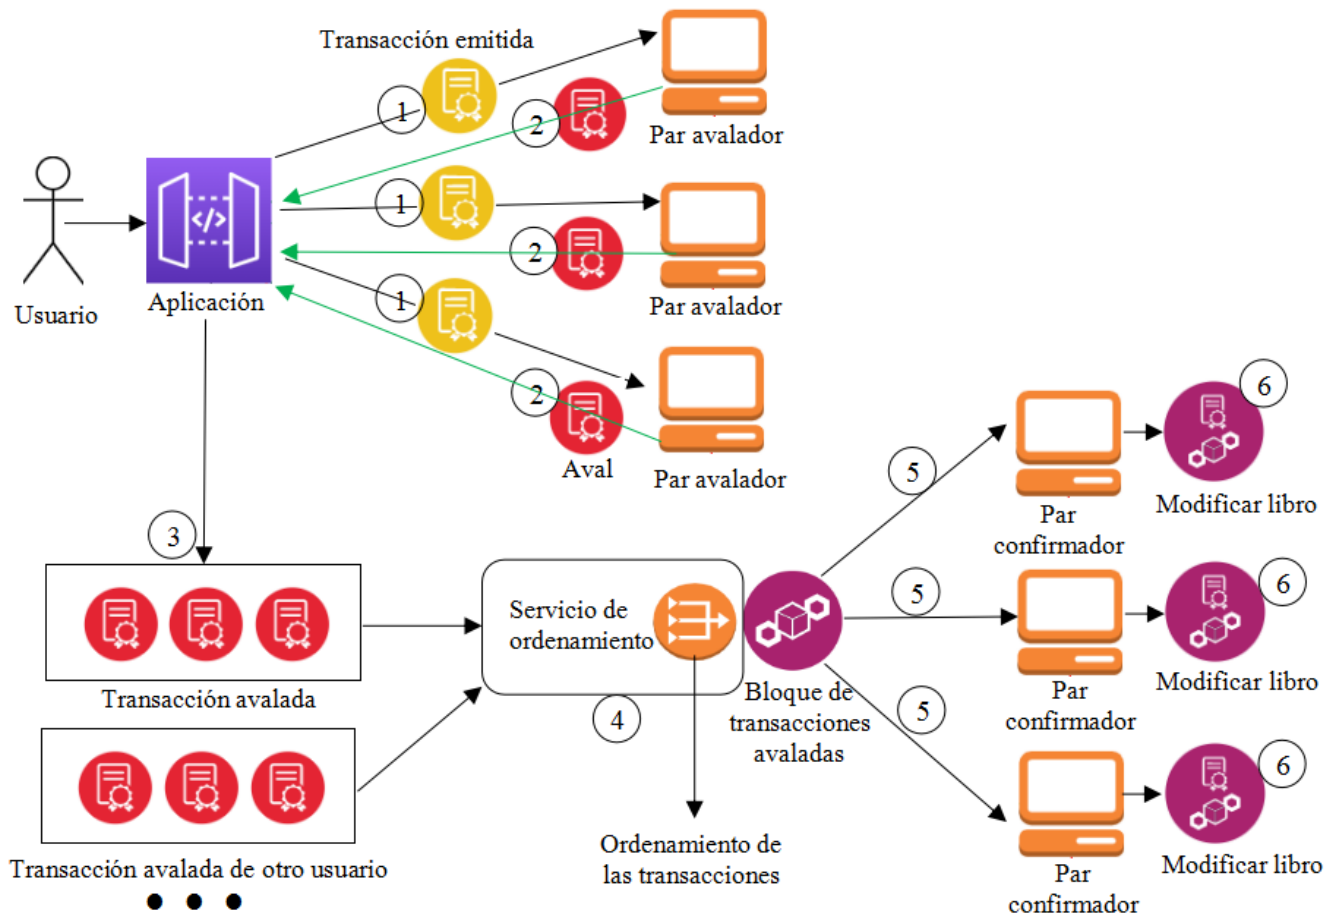 Transacción emitida
1
2
Par avalador
1
</>
2
Usuario
Aplicación
Par avalador
1
2
Aval
Par avalador
6
5
Modificar libro
Par
confirmador
3
Servicio de
ordenamiento
5
6
Transacción avalada
4
Bloque de
transacciones
avaladas
5
Par
confirmador
Modificar libro
6
Transacción avalada de otro usuario
Ordenamiento de
las transacciones
Par
confirmador
Modificar libro